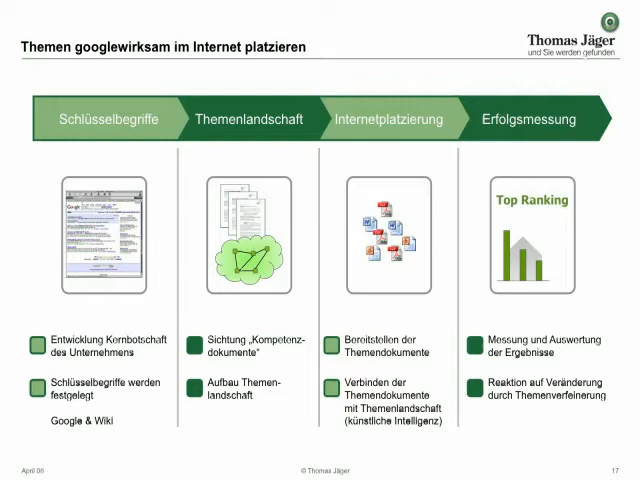 Themen googlewirksam im Internet platzieren
Thomas Jäger
und Sie werden gefunden
Schlüsselbegriffe
Themenlandschaft
Internetplatzierung
Erfolgsmessung
Google
Top Ranking
Entwicklung Kernbotschaft
des Unternehmens
Schlüsselbegriffe werden
festgelegt
Google & Wiki
Sichtung „Kompetenz-
dokumente“
Aufbau Themen-
landschaft
Bereitstellen der
Themendokumente
Verbinden der
Themendokumente
mit Themenlandschaft
(künstliche Intelligenz)
Messung und Auswertung
der Ergebnisse
Reaktion auf Veränderung
durch Themenverfeinerung
April 08
© Thomas Jäger
17